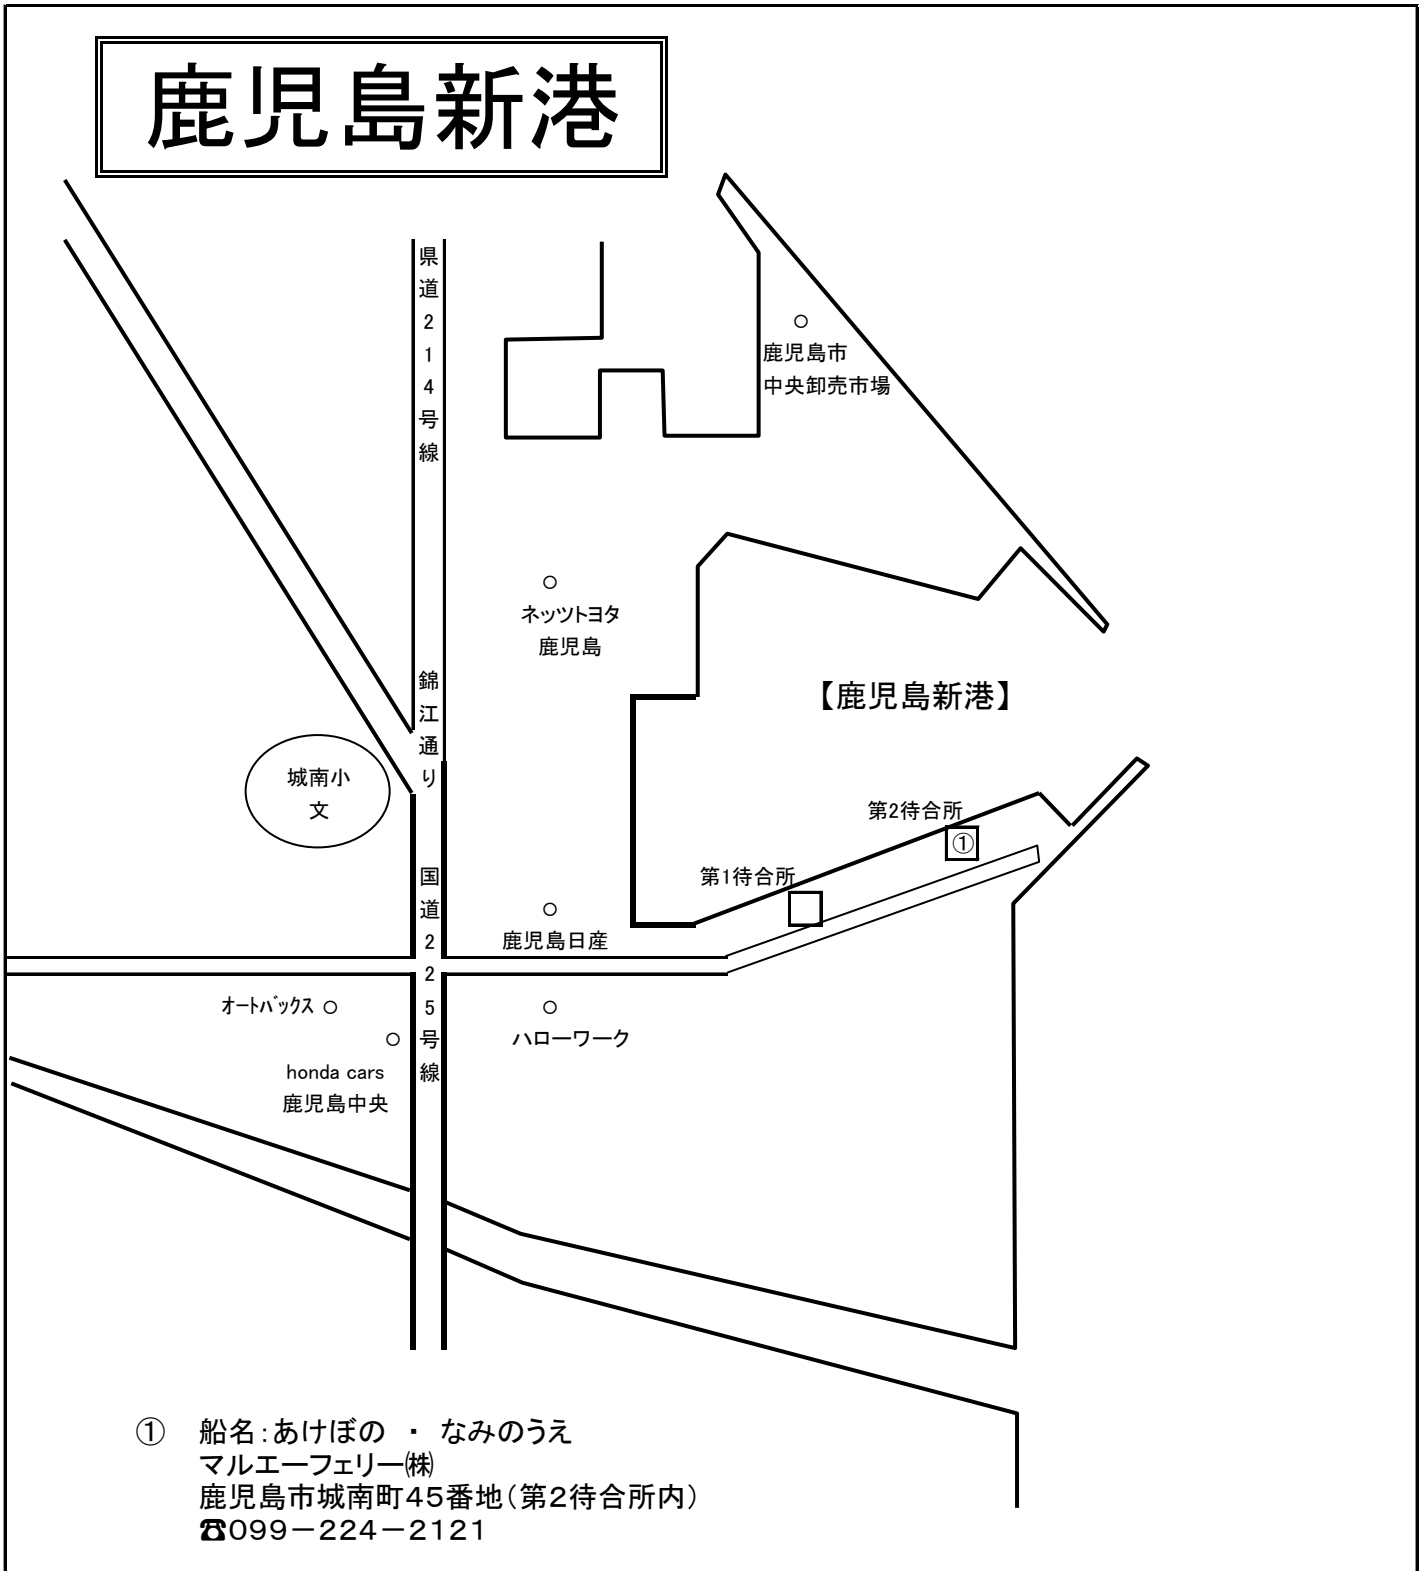 鹿児島新港
県道214号線
鹿児島市
中央卸売市場
ネッツトヨタ
鹿児島
錦江通り
【鹿児島新港】
城南小
文
第2待合所
①
第1待合所
国道225号線
鹿児島日産
オートバックス
ハローワーク
honda cars
鹿児島中央
① 船名:あけぼの ・ なみのうえ
マルエーフェリー㈱
鹿児島市城南町45番地(第2待合所内)
☎099-224-2121